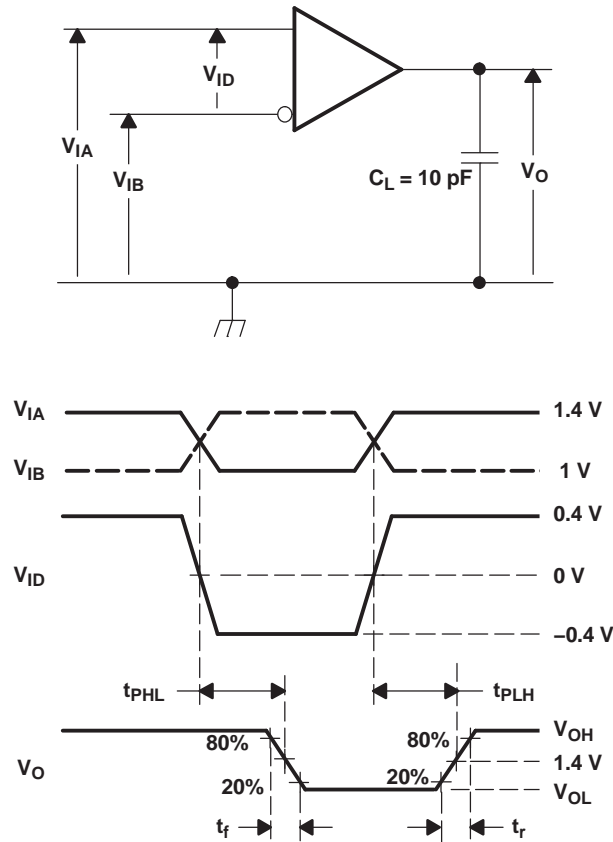 V_ID
V_IA
V_IB
C_L = 10 pF
V_O
V_IA
1.4 V
V_IB
1 V
0.4 V
V_ID
0 V
–0.4 V
t_PHL
t_PLH
V_OH
80%
80%
1.4 V
V_O
20%
20%
V_OL
t_f
t_r